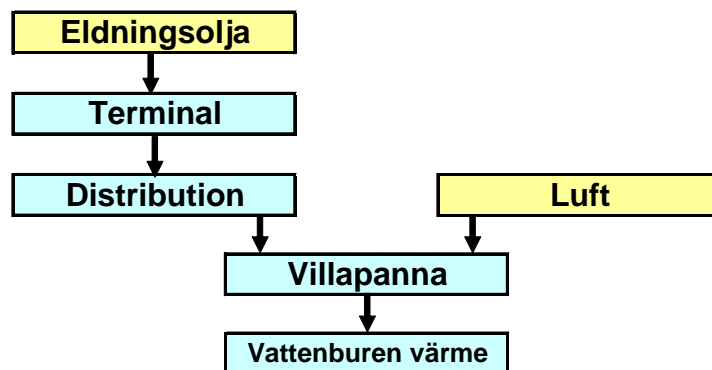 Eldningsolja
Terminal
Distribution
Luft
Villapanna
Vattenburen värme